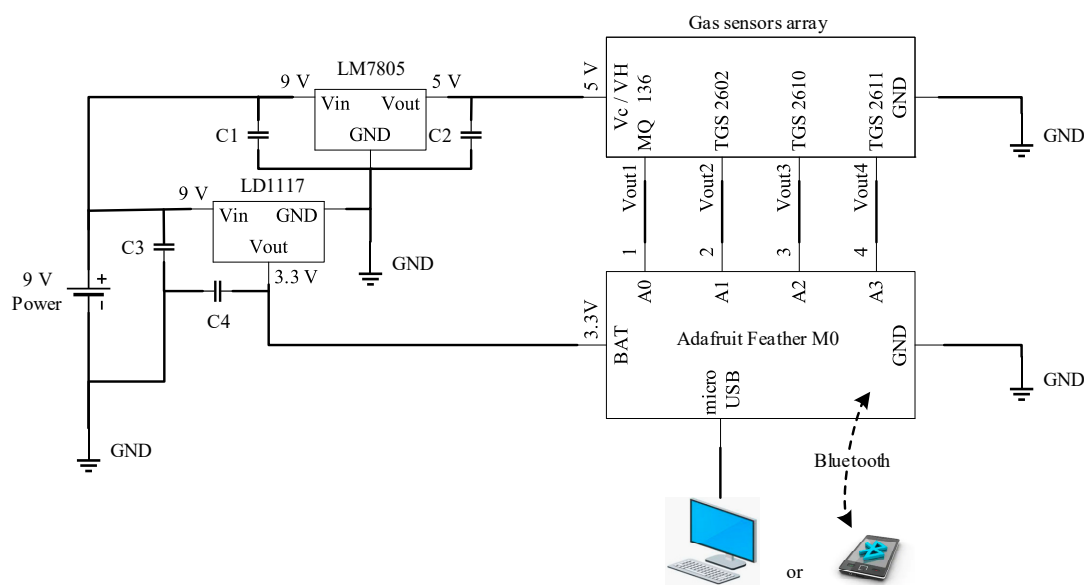 Gas sensors array
LM7805
9 V
5 V
Vin
Vout
GND
C1
C2
5 V
Vc / VH
MQ 136
TGS 2602
TGS 2610
TGS 2611
GND
GND
LD1117
9 V
Vin
GND
Vout
3.3 V
C3
C4
GND
9 V
Power
+
-
GND
Vout1
Vout2
Vout3
Vout4
1
2
3
4
A0
A1
A2
A3
3.3V
BAT
Adafruit Feather M0
GND
GND
micro
USB
Bluetooth
or